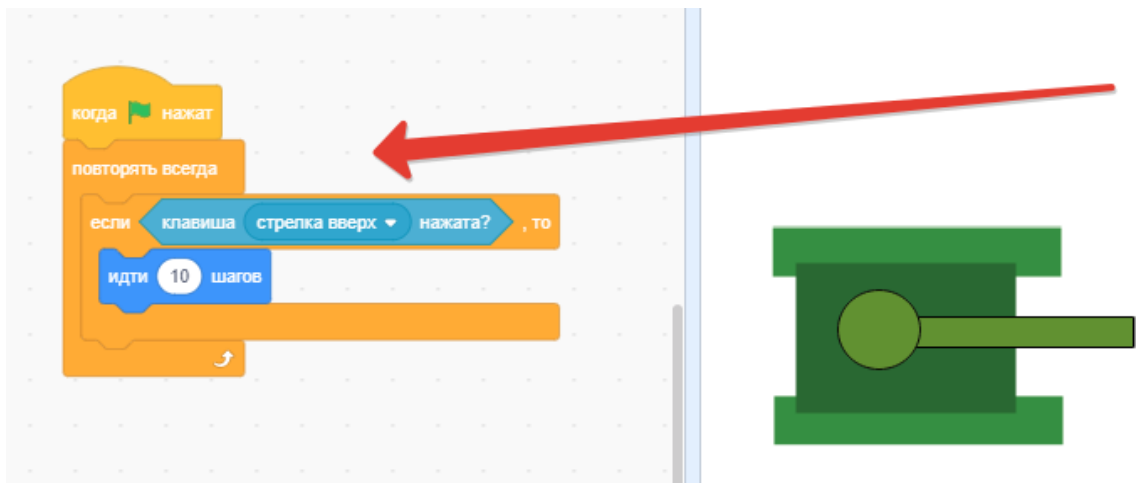 когда нажат
повторять всегда
если клавиша стрелка вверх нажата? , то
идти 10 шагов